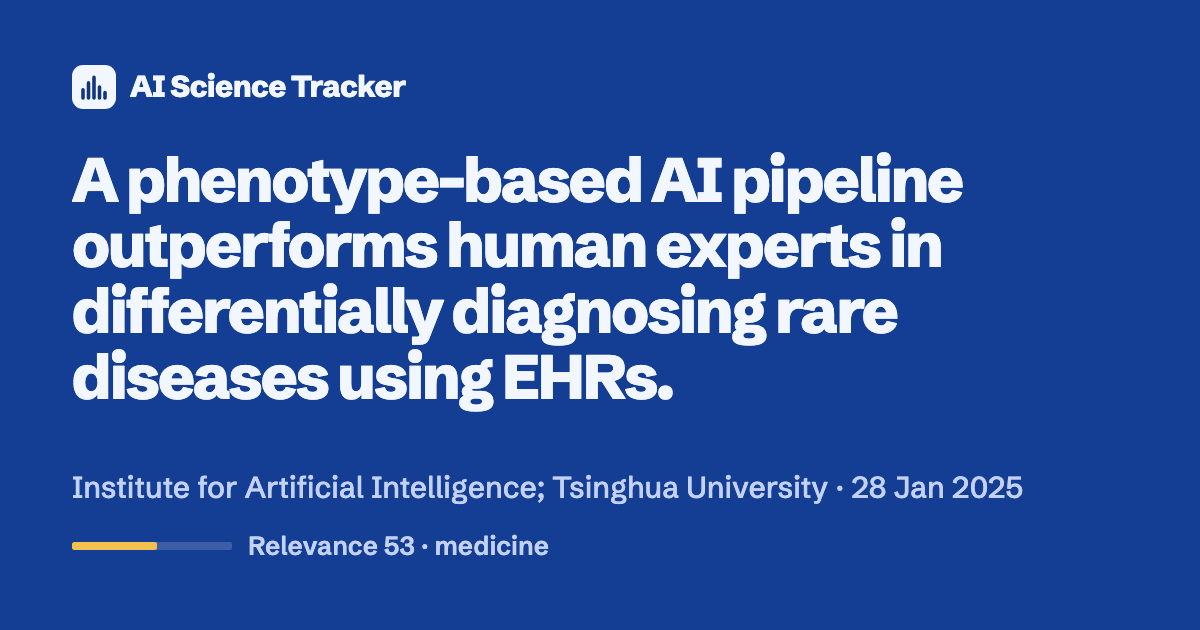 AI Science Tracker
A phenotype-based AI pipeline
outperforms human experts in
differentially diagnosing rare
diseases using EHRs.
Institute for Artificial Intelligence; Tsinghua University · 28 Jan 2025
Relevance 53 · medicine